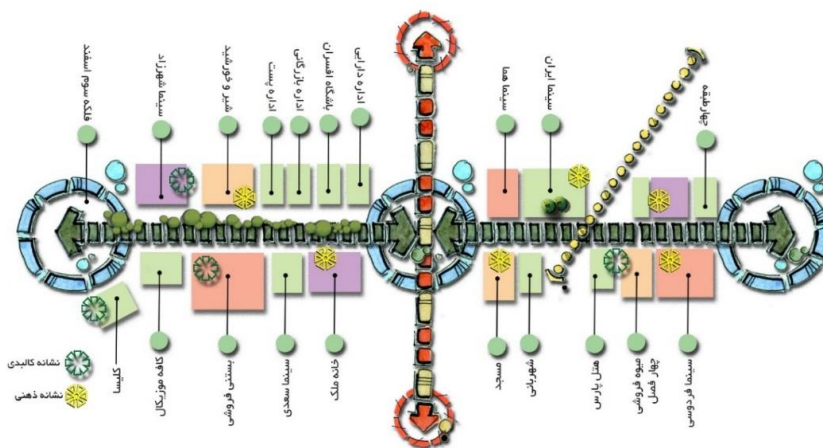 فلکه سوم اسفند
سینما شهرزاد
شیر و خورشید
اداره پست
اداره بازرگانی
باشگاه افسران
اداره دارایی
سینما هما
سینما ایران
چهارطبقه
کلیسا
کافه موزیکال
بستنی فروشی
سینما سعدی
خانه ملک
مسجد
شهربانی
هتل پارس
میوه فروشی
چهار فصل
سینما فردوسی
نشانه کالبدی
نشانه ذهنی